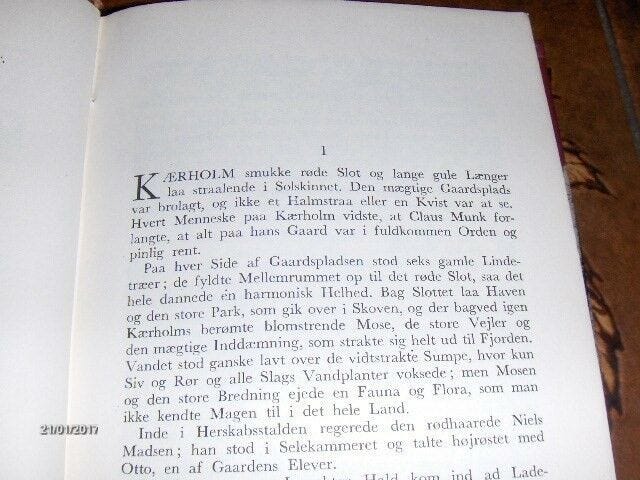 1
KÆRHOLM smukke røde Slot og lange gule Længer
laa straalende i Solskinnet. Den mægtige Gaardsplads
var brolagt, og ikke et Halmstraa eller en Kvist var at se.
Hvert Menneske paa Kærholm vidste, at Claus Munk for-
langte, at alt paa hans Gaard var i fuldkommen Orden og
pinlig rent.
Paa hver Side af Gaardspladsen stod seks gamle Linde-
træer; de fyldte Mellemrummet op til det røde Slot, saa det
hele dannede én harmonisk Helhed. Bag Slottet laa Haven
og den store Park, som gik over i Skoven, og der bagved igen
Kærholms berømte blomstrende Mose, de store Vejler og
den mægtige Inddæmning, som strakte sig helt ud til Fjorden.
Vandet stod ganske lavt over de vidtstrakte Sumpe, hvor kun
Siv og Rør og alle Slags Vandplanter voksede; men Mosen
og den store Bredning ejede en Fauna og Flora, som man
ikke kendte Magen til i det hele Land.
Inde i Herskabsstalden regerede den rødhaarede Niels
Madsen; han stod i Selekammeret og talte højrøstet med
Otto, en af Gaardens Elever.
Hald kom ind ad Lade-
21/01/2017